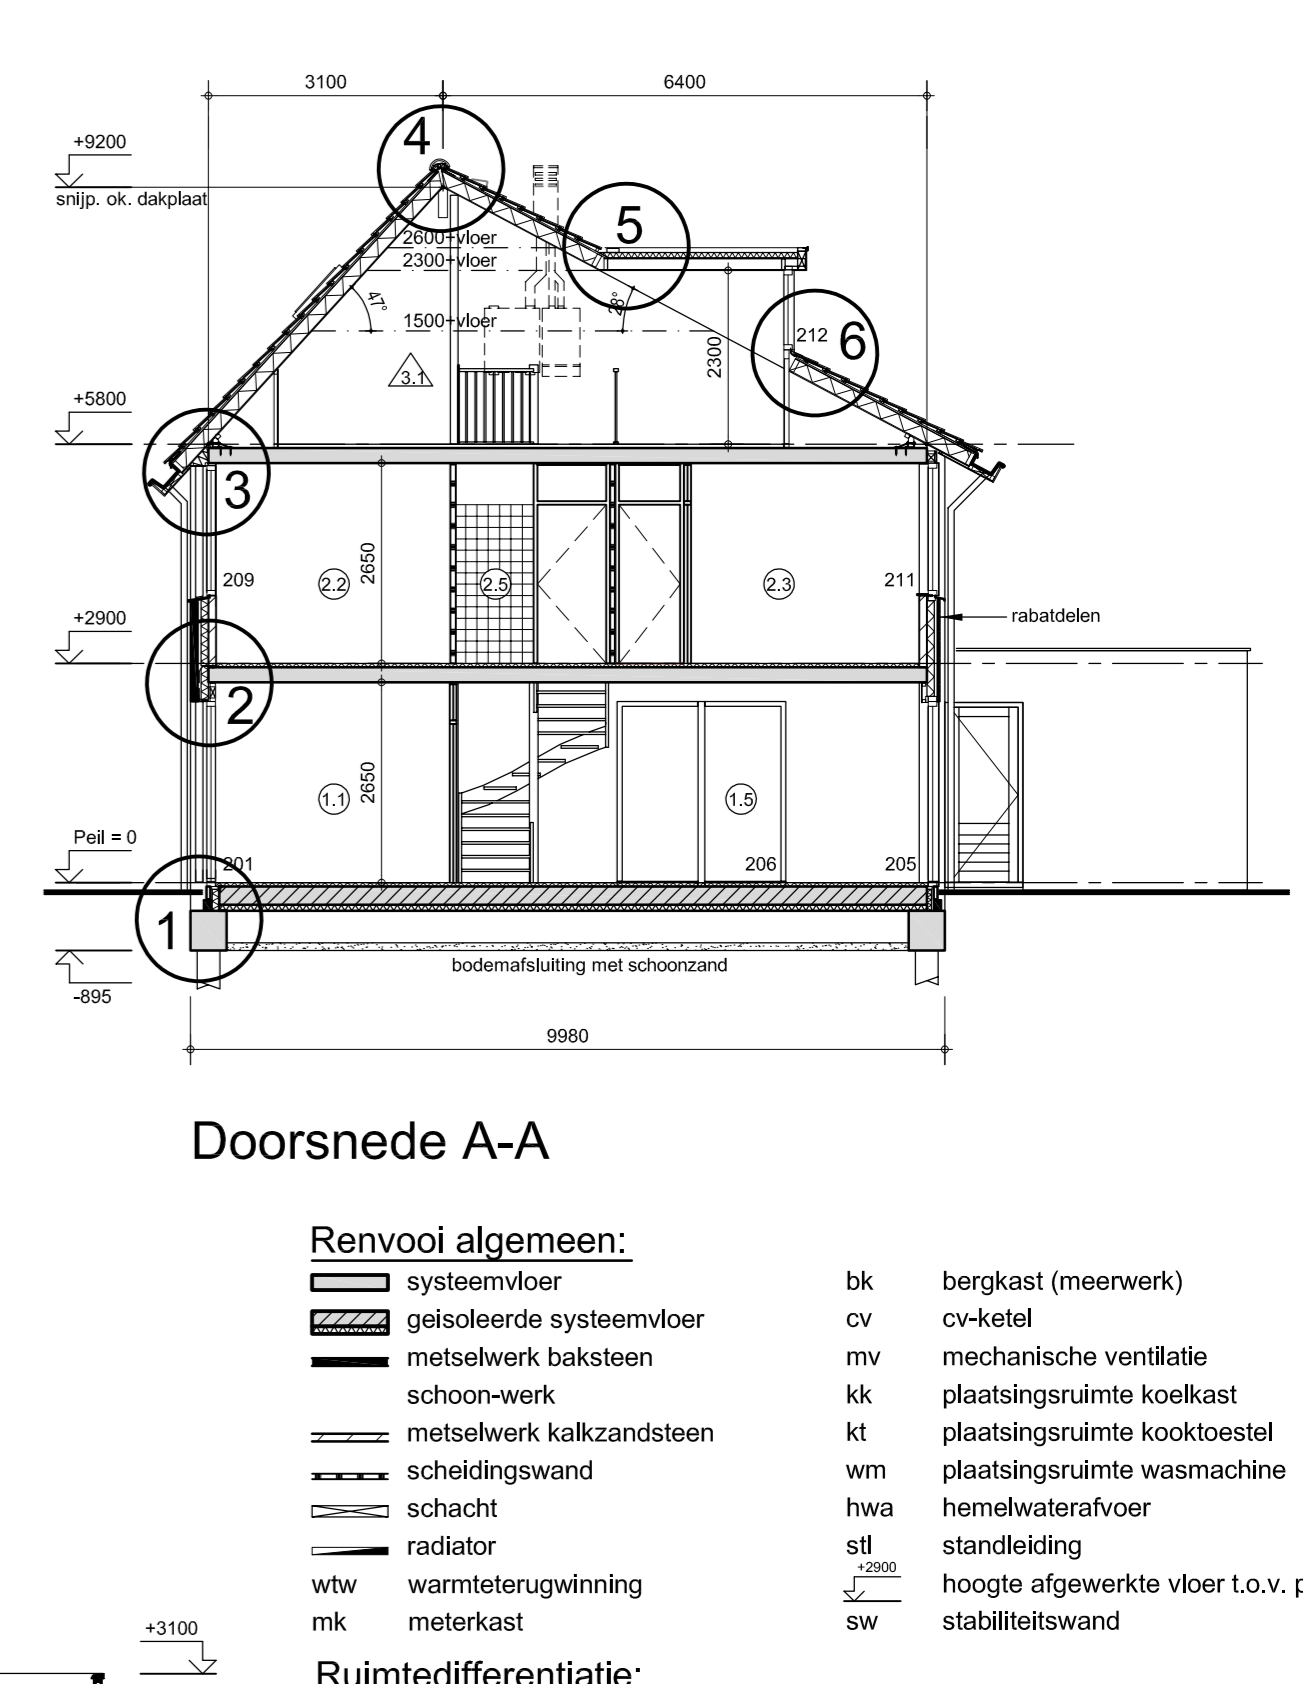 3100
6400
+9200
snijp. ok. dakplaat
4
5
2600+vloer
2300+vloer
47°
28°
1500+vloer
212
6
2300
3.1
+5800
3
2650
209
2.2
2.5
2.3
211
+2900
rabatdelen
2
2650
1.1
1.5
Peil = 0
201
206
205
1
bodemafsluiting met schoonzand
-895
9980
Doorsnede A-A
Renvooi algemeen:
systeemvloer
bk bergkast (meerwerk)
geisoleerde systeemvloer
cv cv-ketel
metselwerk baksteen
mv mechanische ventilatie
schoon-werk
kk plaatsingsruimte koelkast
metselwerk kalkzandsteen
kt plaatsingsruimte kooktoestel
scheidingswand
wm plaatsingsruimte wasmachine
schacht
hwa hemelwaterafvoer
radiator
stl standleiding
wtw warmteterugwinning
+2900 hoogte afgewerkte vloer t.o.v. p
mk meterkast
sw stabiliteitswand
+3100
Ruimtedifferentiatie: